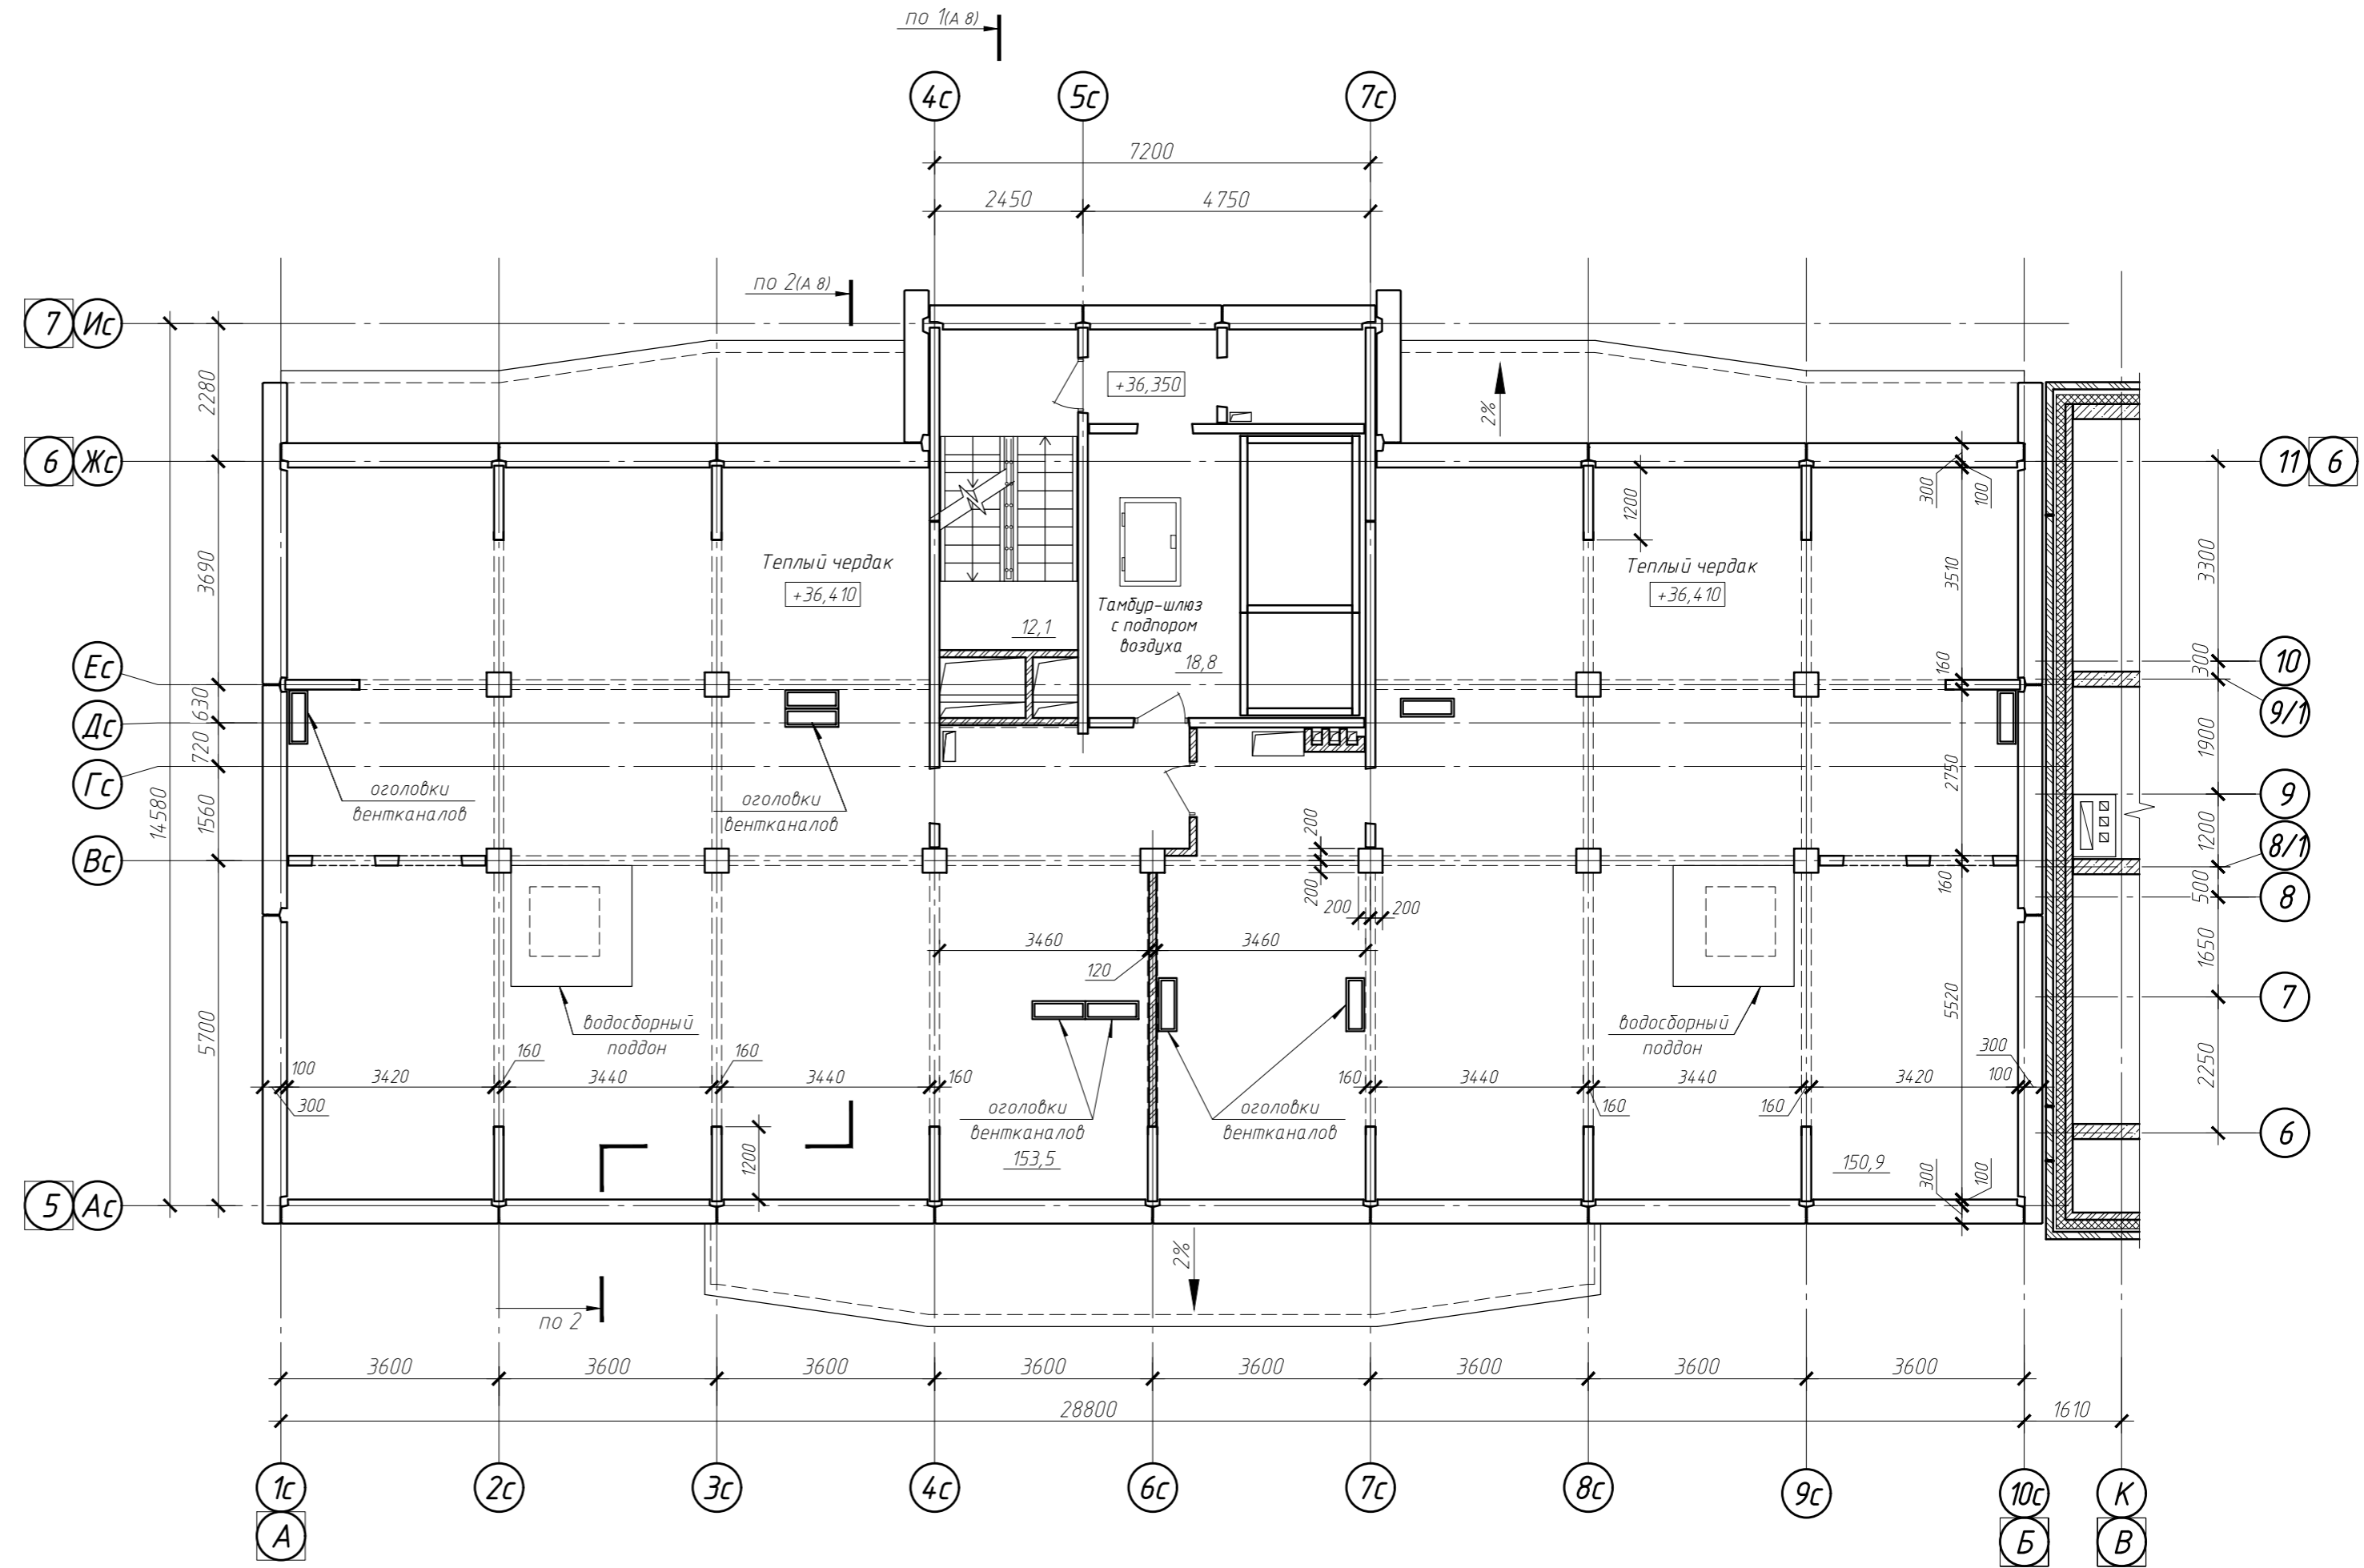 по 1(А 8)
4с
5с
7с
7200
2450
4750
по 2(А 8)
7
Ис
+36,350
2%
2280
6
Жс
11
6
300
100
1200
3690
3510
3300
Теплый чердак
+36,410
Теплый чердак
+36,410
Тамбур-шлюз
с подпором
воздуха
12,1
18,8
Ес
160
300
10
630
9/1
Дс
720
1900
Гс
2750
оголовки
вентканалов
оголовки
вентканалов
9
14580
1560
200
1200
8/1
Вс
200
160
500
8
200
200
3460
3460
120
1650
7
5700
5520
водосборный
поддон
водосборный
поддон
160
160
300
2250
100
3420
3440
3440
160
160
3440
3440
3420
100
300
160
160
оголовки
вентканалов
оголовки
вентканалов
6
1200
153,5
150,9
300
100
5
Ас
2%
по 2
3600
3600
3600
3600
3600
3600
3600
3600
28800
1610
1с
2с
3с
4с
6с
7с
8с
9с
10с
К
А
Б
В